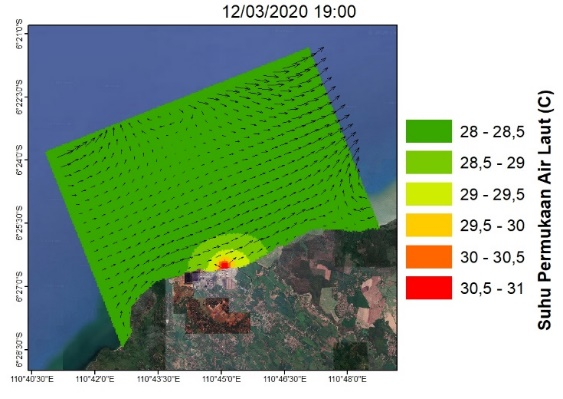 12/03/2020 19:00
6°21'0"S
6°22'30"S
6°24'0"S
6°25'30"S
6°27'0"S
6°28'30"S
110°40'30"E
110°42'0"E
110°43'30"E
110°45'0"E
110°46'30"E
110°48'0"E
28 - 28,5
28,5 - 29
29 - 29,5
29,5 - 30
30 - 30,5
30,5 - 31
Suhu Permukaan Air Laut (C)